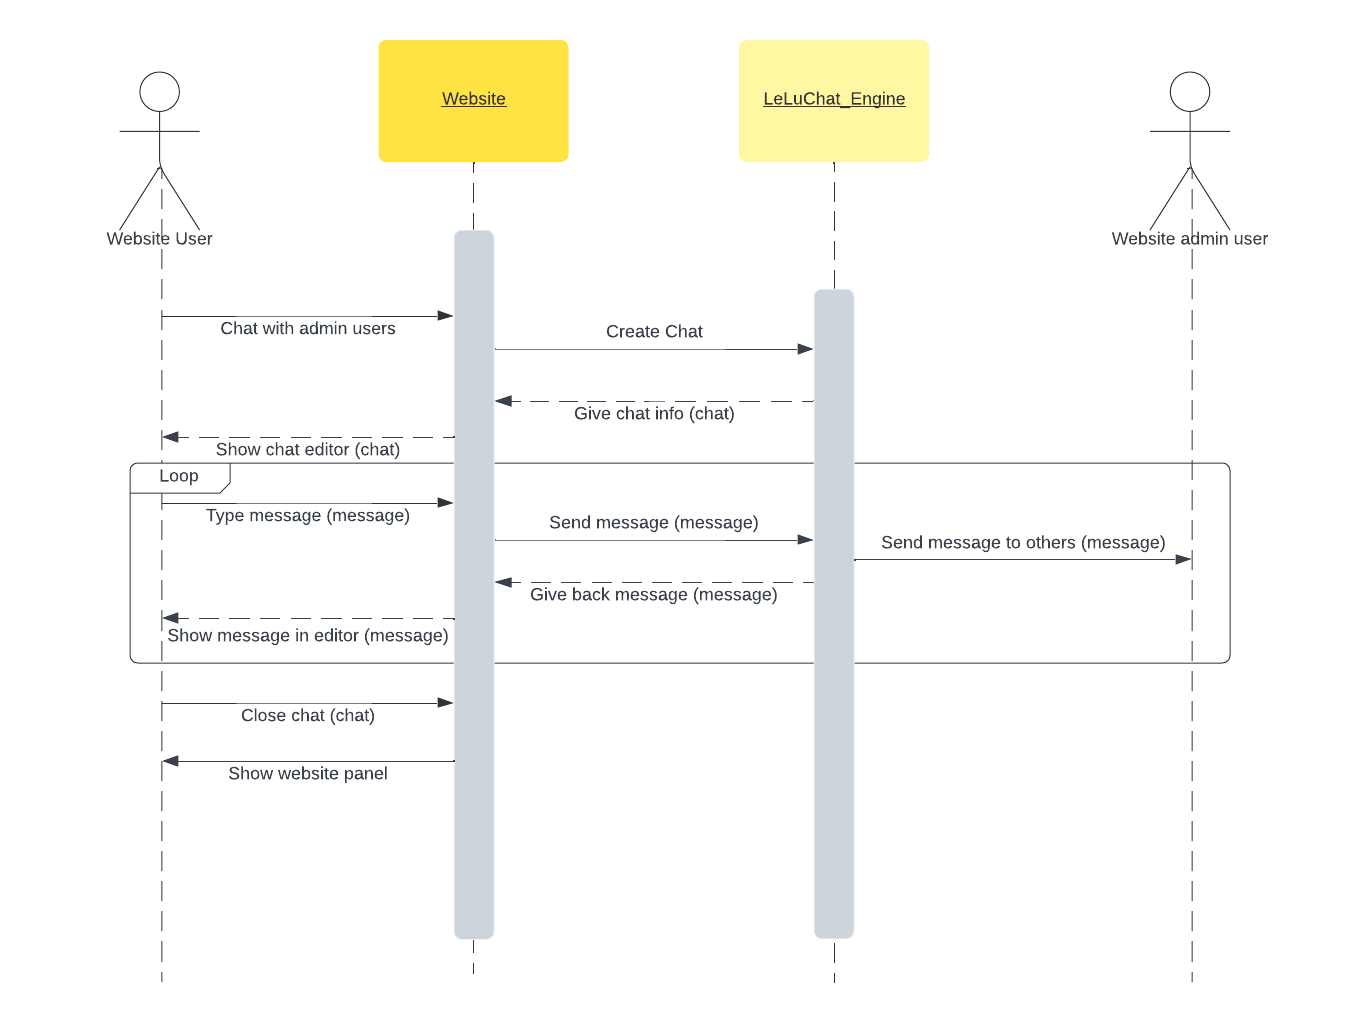 Website
LeLuChat_Engine
Website User
Website admin user
Chat with admin users
Create Chat
Give chat info (chat)
Show chat editor (chat)
Loop
Type message (message)
Send message (message)
Send message to others (message)
Give back message (message)
Show message in editor (message)
Close chat (chat)
Show website panel